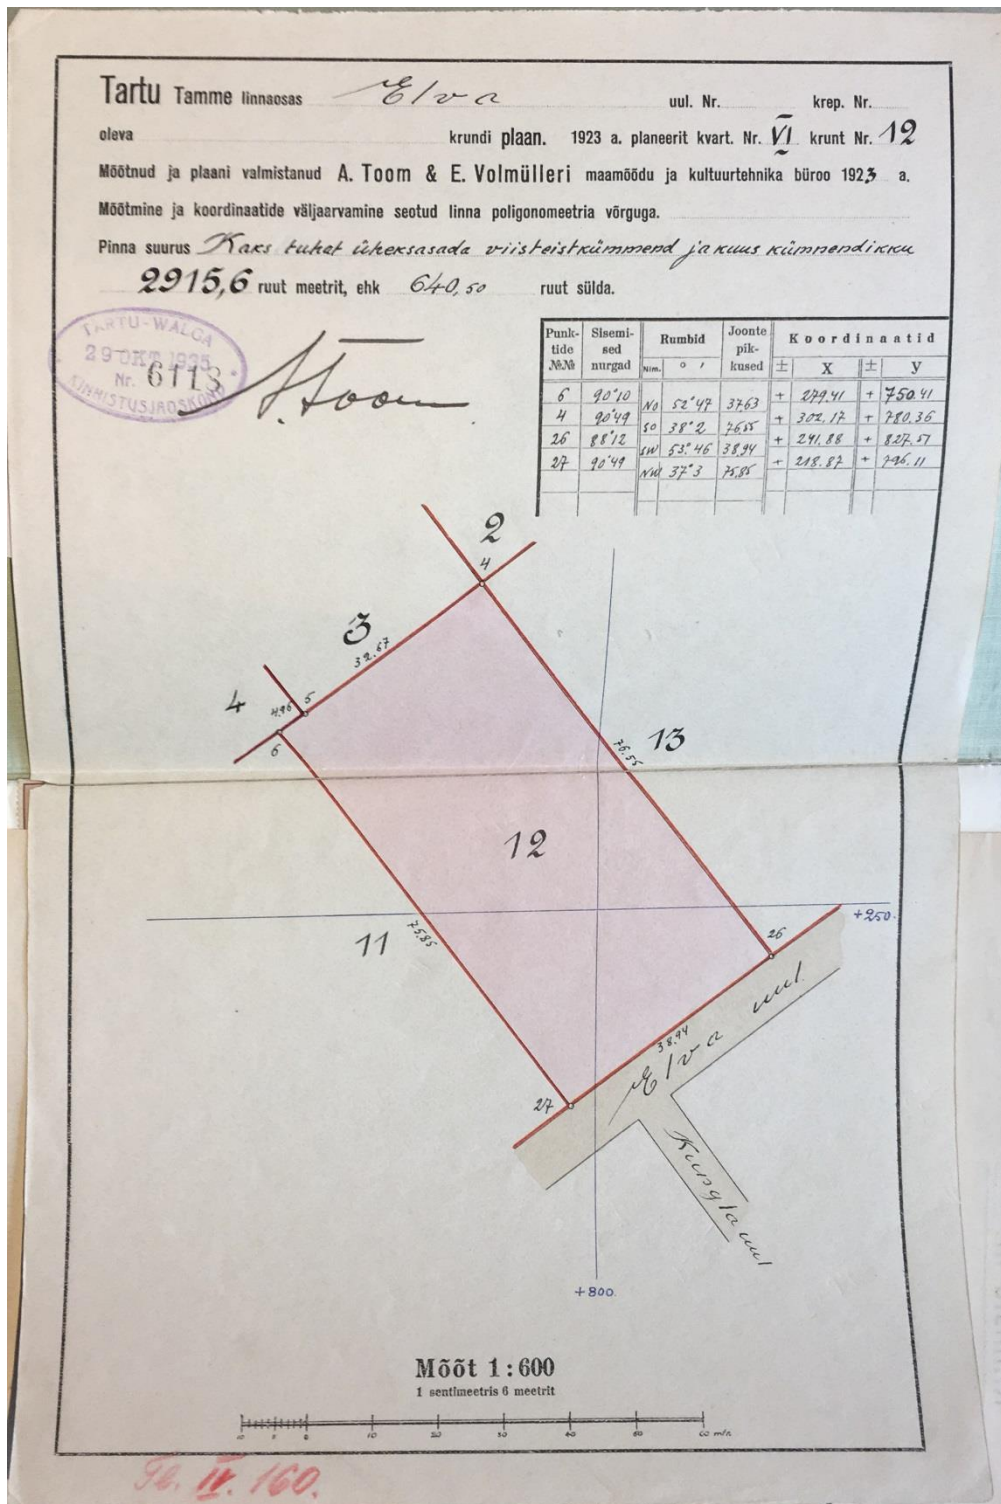 Tartu Tamme linnaosas Elva uul. Nr. krep. Nr.
oleva krundi plaan. 1923 a. planeerit kvart. Nr. VI krunt Nr. 12
Mõõtnud ja plaani valmistanud A. Toom & E. Volmülleri maamõõdu ja kultuurtehnika büroo 1923 a.
Mõõtmine ja koordinaatide väljaarvamine seotud linna poligonomeetria võrguga.
Pinna suurus Kaks tuhat üheksasada viisteistkümmend ja kuus kümnendikku
2915,6 ruut meetrit, ehk 640,50 ruut sülda.
TARTU-WALGA
29 OKT 1935
Nr. 6113
KINNISTUSJAOSKOND
A. Toom
Punktide №№ Sisemised nurgad Rumbid Joonte pikkused Koordinaatid
Nim. ° ′ ± X ± y
6 90°10 NO 52°47 37.63 + 279.41 + 750.41
4 90°49 SO 38°2 76.55 + 302.17 + 780.36
26 88°12 SW 53°46 38.94 + 241.88 + 827.51
27 90°49 NW 37°3 75.85 + 218.87 + 796.11
2
4
3
32.67
4
4.96
5
6
13
76.55
12
11
75.85
+250.
26
Elva uul
38.94
27
Kungla uul
+800.
Mõõt 1:600
1 sentimeetris 6 meetrit
10 5 0 10 20 30 40 50 60 mtr.
Tb. IV. 160.